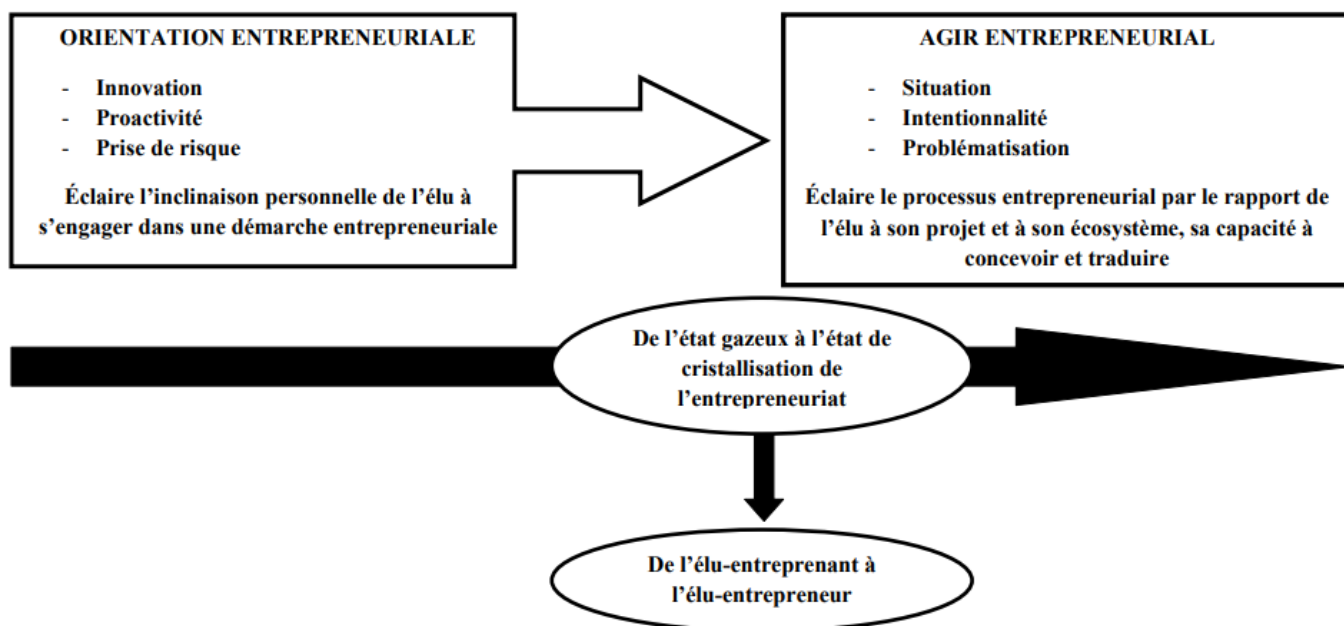 ORIENTATION ENTREPRENEURIALE
- Innovation
- Proactivité
- Prise de risque
Éclaire l'inclinaison personnelle de l'élu à
s'engager dans une démarche entrepreneuriale
AGIR ENTREPRENEURIAL
- Situation
- Intentionnalité
- Problématisation
Éclaire le processus entrepreneurial par le rapport de
l'élu à son projet et à son écosystème, sa capacité à
concevoir et traduire
De l'état gazeux à l'état de
cristallisation de
l'entrepreneuriat
De l'élu-entreprenant à
l'élu-entrepreneur